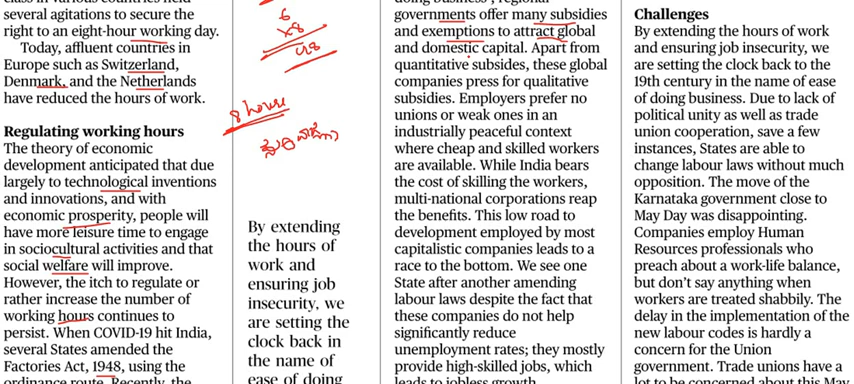 several agitations to secure the
right to an eight-hour working day.
Today, affluent countries in
Europe such as Switzerland,
Denmark, and the Netherlands
have reduced the hours of work.
Regulating working hours
The theory of economic
development anticipated that due
largely to technological inventions
and innovations, and with
economic prosperity, people will
have more leisure time to engage
in sociocultural activities and that
social welfare will improve.
However, the itch to regulate or
rather increase the number of
working hours continues to
persist. When COVID-19 hit India,
several States amended the
Factories Act, 1948, using the
ordinance route. Recently, the
6
x8
48
8 hours
By extending
the hours of
work and
ensuring job
insecurity, we
are setting the
clock back in
the name of
ease of doing
governments offer many subsidies
and exemptions to attract global
and domestic capital. Apart from
quantitative subsides, these global
companies press for qualitative
subsidies. Employers prefer no
unions or weak ones in an
industrially peaceful context
where cheap and skilled workers
are available. While India bears
the cost of skilling the workers,
multi-national corporations reap
the benefits. This low road to
development employed by most
capitalistic companies leads to a
race to the bottom. We see one
State after another amending
labour laws despite the fact that
these companies do not help
significantly reduce
unemployment rates; they mostly
provide high-skilled jobs, which
leads to jobless growth.
Challenges
By extending the hours of work
and ensuring job insecurity, we
are setting the clock back to the
19th century in the name of ease
of doing business. Due to lack of
political unity as well as trade
union cooperation, save a few
instances, States are able to
change labour laws without much
opposition. The move of the
Karnataka government close to
May Day was disappointing.
Companies employ Human
Resources professionals who
preach about a work-life balance,
but don't say anything when
workers are treated shabbily. The
delay in the implementation of the
new labour codes is hardly a
concern for the Union
government. Trade unions have a
lot to be concerned about this May